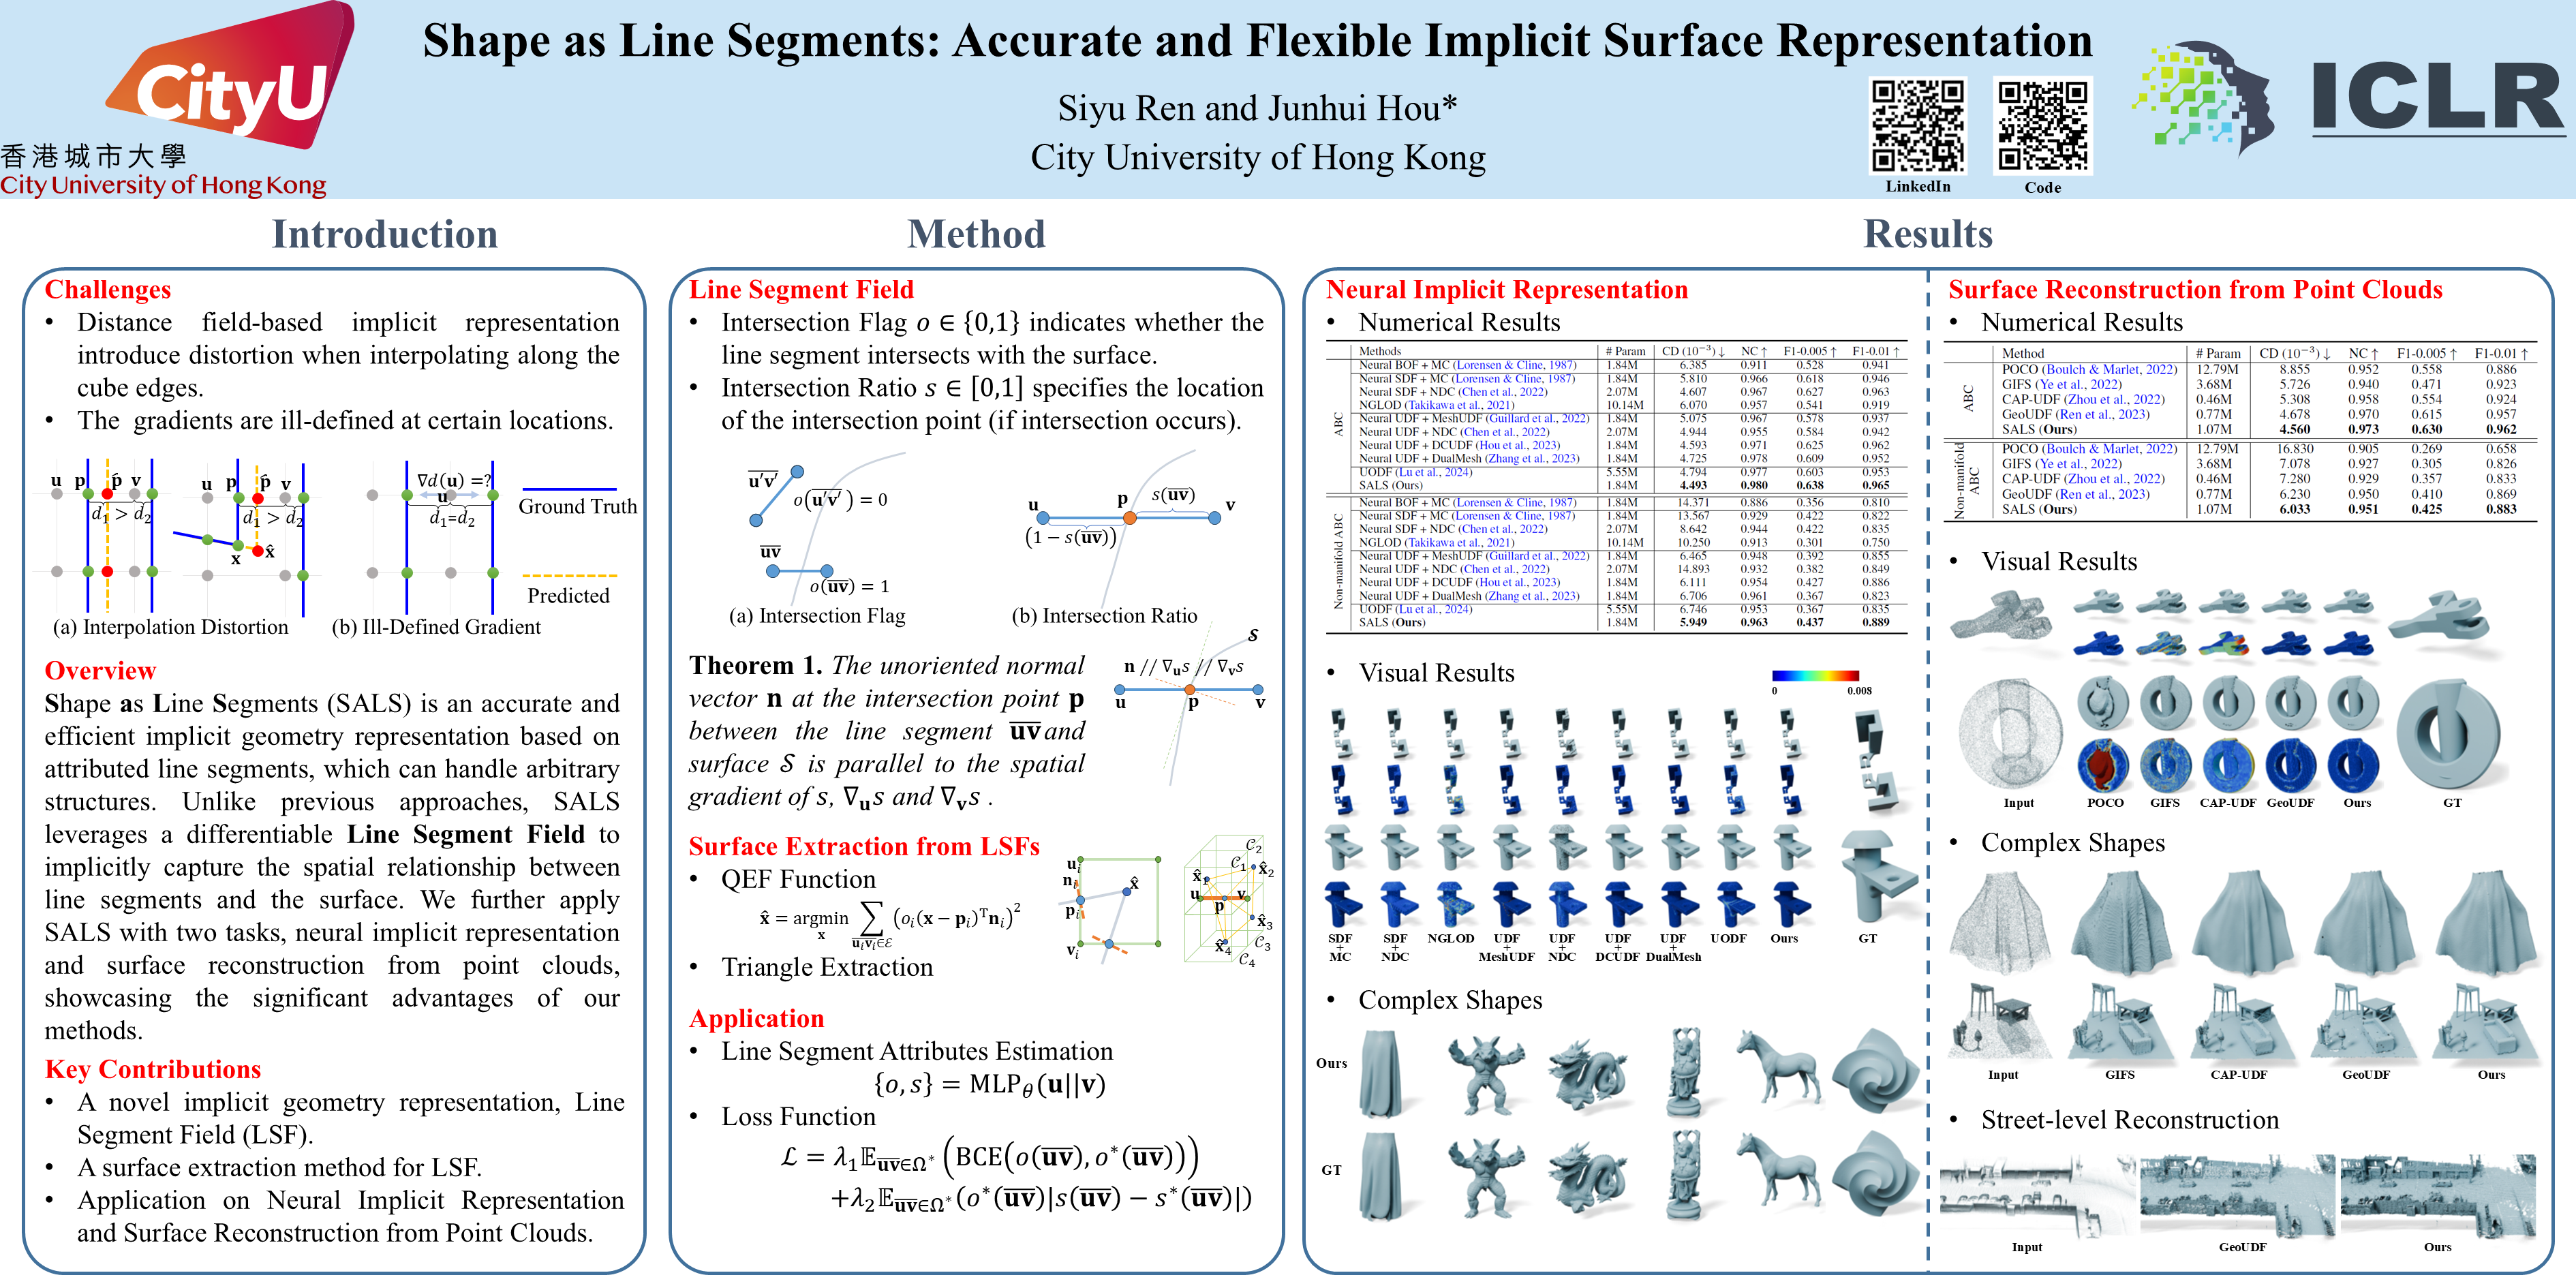 CityU
香港城市大學
City University of Hong Kong
Shape as Line Segments: Accurate and Flexible Implicit Surface Representation
Siyu Ren and Junhui Hou*
City University of Hong Kong
LinkedIn
Code
ICLR
Introduction
Challenges
• Distance field-based implicit representation
introduce distortion when interpolating along the
cube edges.
• The gradients are ill-defined at certain locations.
u p p̂ v
d₁ > d₂
u p p̂ v
d₁ > d₂
x x̂
∇d(u) =?
u
d₁=d₂
Ground Truth
Predicted
(a) Interpolation Distortion
(b) Ill-Defined Gradient
Overview
Shape as Line Segments (SALS) is an accurate and
efficient implicit geometry representation based on
attributed line segments, which can handle arbitrary
structures. Unlike previous approaches, SALS
leverages a differentiable Line Segment Field to
implicitly capture the spatial relationship between
line segments and the surface. We further apply
SALS with two tasks, neural implicit representation
and surface reconstruction from point clouds,
showcasing the significant advantages of our
methods.
Key Contributions
• A novel implicit geometry representation, Line
Segment Field (LSF).
• A surface extraction method for LSF.
• Application on Neural Implicit Representation
and Surface Reconstruction from Point Clouds.
Method
Line Segment Field
• Intersection Flag o ∈ {0,1} indicates whether the
line segment intersects with the surface.
• Intersection Ratio s ∈ [0,1] specifies the location
of the intersection point (if intersection occurs).
u′v′
o(u′v′) = 0
uv
o(uv) = 1
u p s(uv) v
(1 − s(uv))
(a) Intersection Flag
(b) Intersection Ratio
Theorem 1. The unoriented normal
vector n at the intersection point p
between the line segment uv and
surface S is parallel to the spatial
gradient of s, ∇ᵤs and ∇ᵥs .
S
n // ∇ᵤs // ∇ᵥs
u p v
Surface Extraction from LSFs
• QEF Function
x̂ = argmin x ∑ uᵢvᵢ∈ℰ (oᵢ(x − pᵢ)ᵀnᵢ)²
• Triangle Extraction
uᵢ
nᵢ
x̂
pᵢ
vᵢ
C₂
C₁
x̂₁ x̂₂
u v
p
x̂₃
x̂₄ C₃
C₄
Application
• Line Segment Attributes Estimation
{o, s} = MLP_θ(u||v)
• Loss Function
ℒ = λ₁𝔼_uv∈Ω* (BCE(o(uv), o*(uv)))
+λ₂𝔼_uv∈Ω*(o*(uv)|s(uv) − s*(uv)|)
Results
Neural Implicit Representation
• Numerical Results
Methods # Param CD (10⁻³) ↓ NC ↑ F1-0.005 ↑ F1-0.01 ↑
ABC
Neural BOF + MC (Lorensen & Cline, 1987) 1.84M 6.385 0.911 0.528 0.941
Neural SDF + MC (Lorensen & Cline, 1987) 1.84M 5.810 0.966 0.618 0.946
Neural SDF + NDC (Chen et al., 2022) 2.07M 4.607 0.967 0.627 0.963
NGLOD (Takikawa et al., 2021) 10.14M 6.070 0.957 0.541 0.919
Neural UDF + MeshUDF (Guillard et al., 2022) 1.84M 5.075 0.967 0.578 0.937
Neural UDF + NDC (Chen et al., 2022) 2.07M 4.944 0.955 0.584 0.942
Neural UDF + DCUDF (Hou et al., 2023) 1.84M 4.593 0.971 0.625 0.962
Neural UDF + DualMesh (Zhang et al., 2023) 1.84M 4.725 0.978 0.609 0.952
UODF (Lu et al., 2024) 5.55M 4.794 0.977 0.603 0.953
SALS (Ours) 1.84M 4.493 0.980 0.638 0.965
Non-manifold ABC
Neural BOF + MC (Lorensen & Cline, 1987) 1.84M 14.371 0.886 0.356 0.810
Neural SDF + MC (Lorensen & Cline, 1987) 1.84M 13.567 0.929 0.422 0.822
Neural SDF + NDC (Chen et al., 2022) 2.07M 8.642 0.944 0.422 0.835
NGLOD (Takikawa et al., 2021) 10.14M 10.250 0.913 0.301 0.750
Neural UDF + MeshUDF (Guillard et al., 2022) 1.84M 6.465 0.948 0.392 0.855
Neural UDF + NDC (Chen et al., 2022) 2.07M 14.893 0.932 0.382 0.849
Neural UDF + DCUDF (Hou et al., 2023) 1.84M 6.111 0.954 0.427 0.886
Neural UDF + DualMesh (Zhang et al., 2023) 1.84M 6.706 0.961 0.367 0.823
UODF (Lu et al., 2024) 5.55M 6.746 0.953 0.367 0.835
SALS (Ours) 1.84M 5.949 0.963 0.437 0.889
• Visual Results
0 0.008
SDF + MC
SDF + NDC
NGLOD
UDF + MeshUDF
UDF + NDC
UDF + DCUDF
UDF + DualMesh
UODF
Ours
GT
• Complex Shapes
Ours
GT
Surface Reconstruction from Point Clouds
• Numerical Results
Method # Param CD (10⁻³) ↓ NC ↑ F1-0.005 ↑ F1-0.01 ↑
ABC
POCO (Boulch & Marlet, 2022) 12.79M 8.855 0.952 0.558 0.886
GIFS (Ye et al., 2022) 3.68M 5.726 0.940 0.471 0.923
CAP-UDF (Zhou et al., 2022) 0.46M 5.308 0.958 0.554 0.924
GeoUDF (Ren et al., 2023) 0.77M 4.678 0.970 0.615 0.957
SALS (Ours) 1.07M 4.560 0.973 0.630 0.962
Non-manifold ABC
POCO (Boulch & Marlet, 2022) 12.79M 16.830 0.905 0.269 0.658
GIFS (Ye et al., 2022) 3.68M 7.078 0.927 0.305 0.826
CAP-UDF (Zhou et al., 2022) 0.46M 7.280 0.929 0.357 0.833
GeoUDF (Ren et al., 2023) 0.77M 6.230 0.950 0.410 0.869
SALS (Ours) 1.07M 6.033 0.951 0.425 0.883
• Visual Results
Input POCO GIFS CAP-UDF GeoUDF Ours GT
• Complex Shapes
Input GIFS CAP-UDF GeoUDF Ours
• Street-level Reconstruction
Input GeoUDF Ours